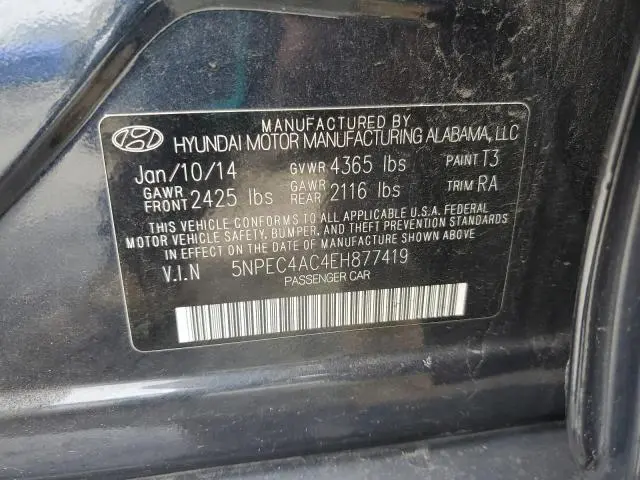 MANUFACTURED BY
HYUNDAI MOTOR MANUFACTURING ALABAMA, LLC
Jan/10/14 GVWR 4365 lbs PAINT T3
GAWR FRONT 2425 lbs GAWR REAR 2116 lbs TRIM RA
THIS VEHICLE CONFORMS TO ALL APPLICABLE U.S.A. FEDERAL
MOTOR VEHICLE SAFETY, BUMPER, AND THEFT PREVENTION STANDARDS
IN EFFECT ON THE DATE OF MANUFACTURE SHOWN ABOVE.
V.I.N 5NPEC4AC4EH877419
PASSENGER CAR